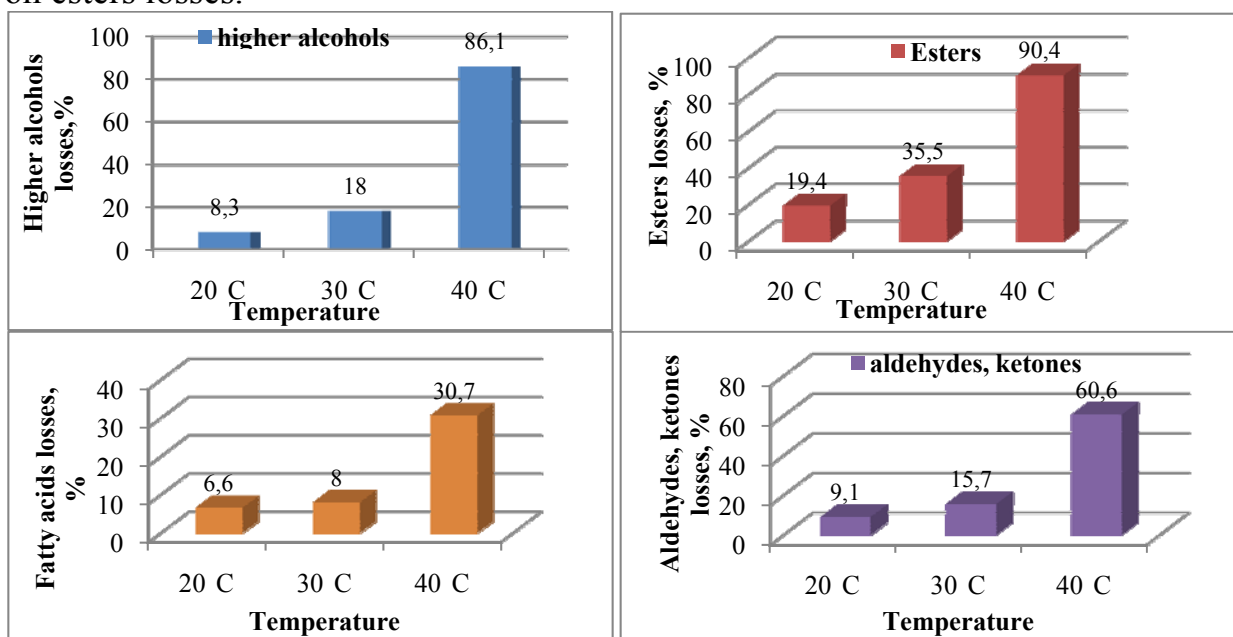 on esters losses.
higher alcohols
Higher alcohols
losses,%
100
80
60
40
20
0
8,3
18
86,1
20 C
30 C
40 C
Temperature
Esters
Esters losses, %
100
80
60
40
20
0
19,4
35,5
90,4
20 C
30 C
40 C
Temperature
Fatty acids losses,
%
40
30
20
10
0
6,6
8
30,7
20 C
30 C
40 C
Temperature
aldehydes, ketones
Aldehydes, ketones
losses, %
80
60
40
20
0
9,1
15,7
60,6
20 C
30 C
40 C
Temperature